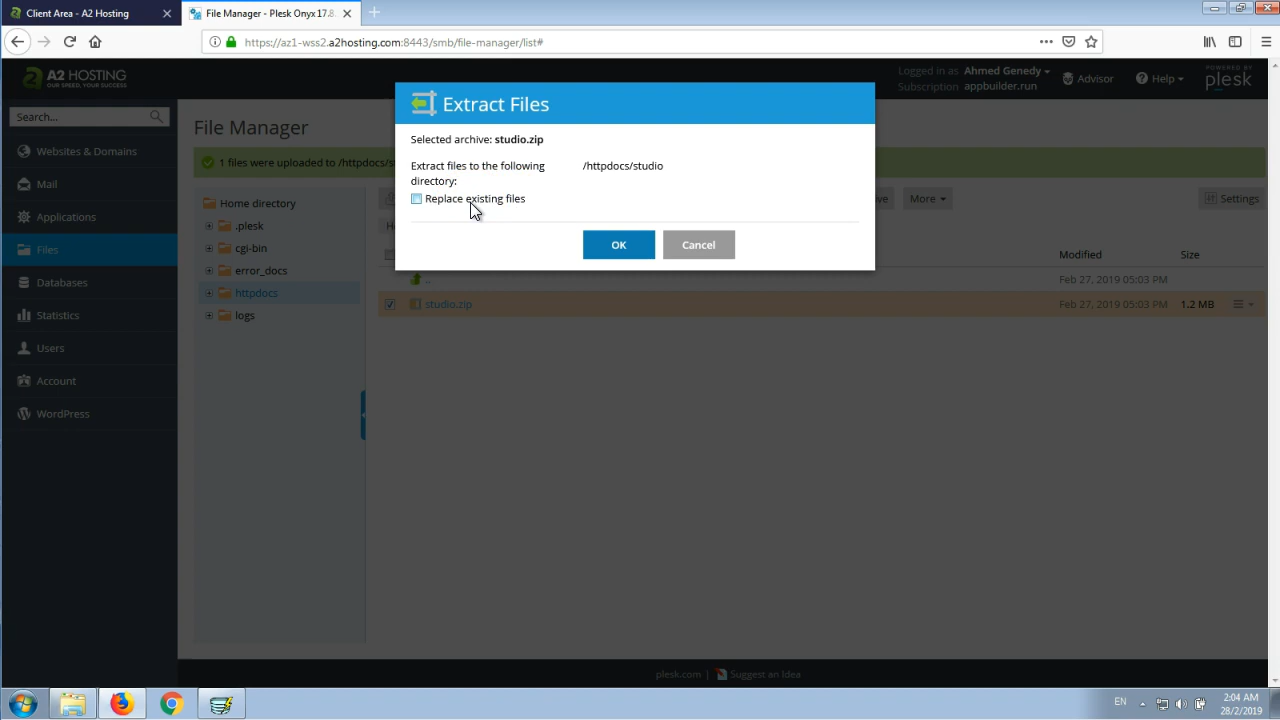 Client Area - A2 Hosting
File Manager - Plesk Onyx 17.8.
https://az1-wss2.a2hosting.com:8443/smb/file-manager/list#
A2 HOSTING
OUR SPEED, YOUR SUCCESS
Logged in as Ahmed Genedy
Subscription appbuilder.run
Advisor
Help
POWERED BY
plesk
Search...
Websites & Domains
Mail
Applications
Files
Databases
Statistics
Users
Account
WordPress
File Manager
1 files were uploaded to /httpdocs/s
Home directory
.plesk
cgi-bin
error_docs
httpdocs
logs
Extract Files
Selected archive: studio.zip
Extract files to the following
directory:
/httpdocs/studio
Replace existing files
OK
Cancel
More
Settings
Modified
Size
..
Feb 27, 2019 05:03 PM
studio.zip
Feb 27, 2019 05:03 PM
1.2 MB
plesk.com |
Suggest an Idea
EN
2:04 AM
28/2/2019